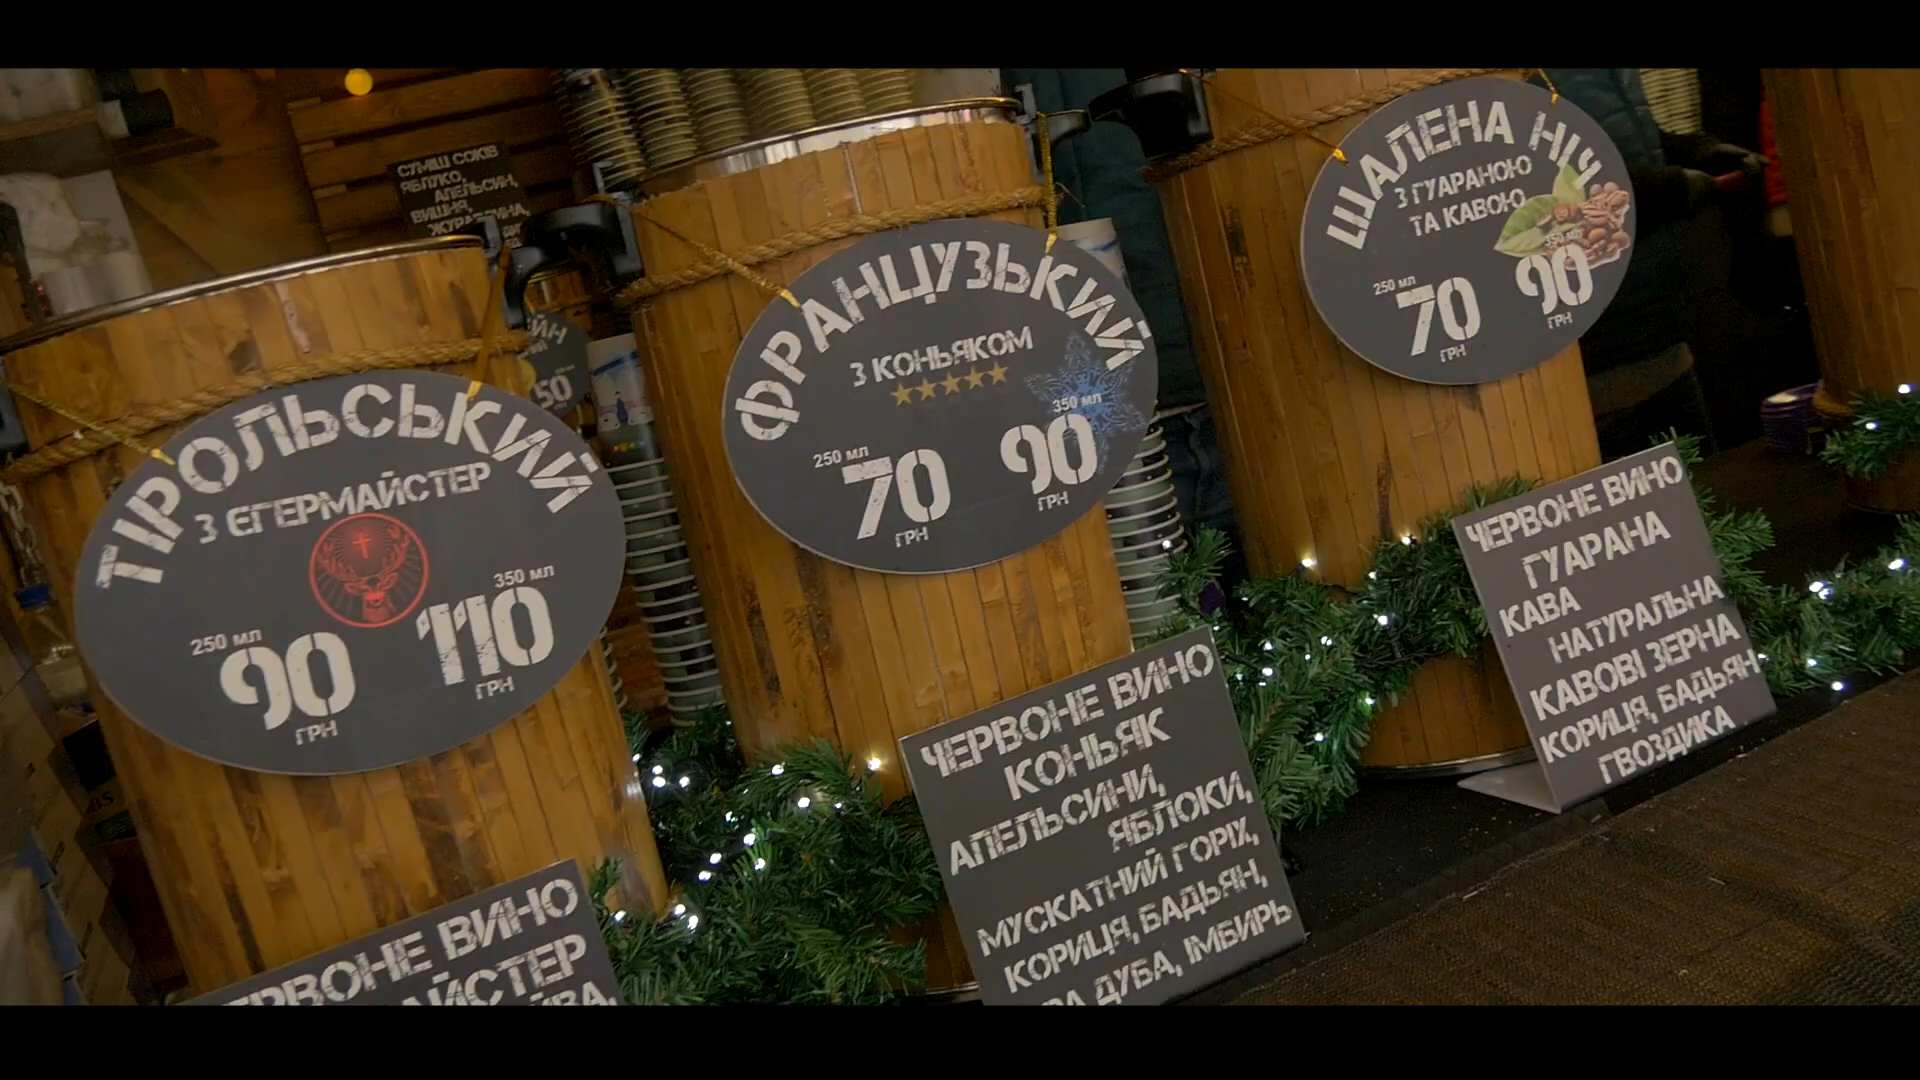 СУМІШ СОКІВ
ЯБЛУКО,
АПЕЛЬСИН,
ВИШНЯ,
ТІРОЛЬСЬКИЙ
З ЄГЕРМАЙСТЕР
250 мл 350 мл
90 110
ГРН ГРН
50
ФРАНЦУЗЬКИЙ
З КОНЬЯКОМ
250 мл 350 мл
70 90
ГРН ГРН
ШАЛЕНА НІЧ
З ГУАРАНОЮ
ТА КАВОЮ
250 мл 350 мл
70 90
ГРН ГРН
ЧЕРВОНЕ ВИНО
КОНЬЯК
АПЕЛЬСИНИ,
ЯБЛОКИ,
МУСКАТНИЙ ГОРІХ,
КОРИЦЯ, БАДЬЯН,
ДУБА, ІМБИРЬ
ЧЕРВОНЕ ВИНО
ГУАРАНА
КАВА
НАТУРАЛЬНА
КАВОВІ ЗЕРНА
КОРИЦЯ, БАДЬЯН
ГВОЗДИКА
ВИНО